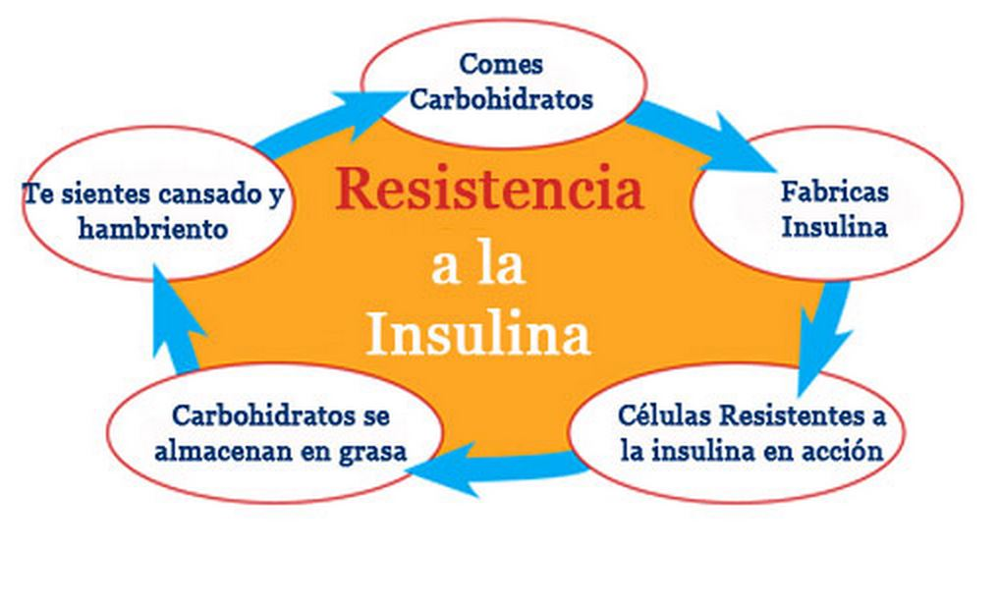 Comes
Carbohidratos
Fabricas
Insulina
Células Resistentes a
la insulina en acción
Carbohidratos se
almacenan en grasa
Te sientes cansado y
hambriento
Resistencia
a la
Insulina